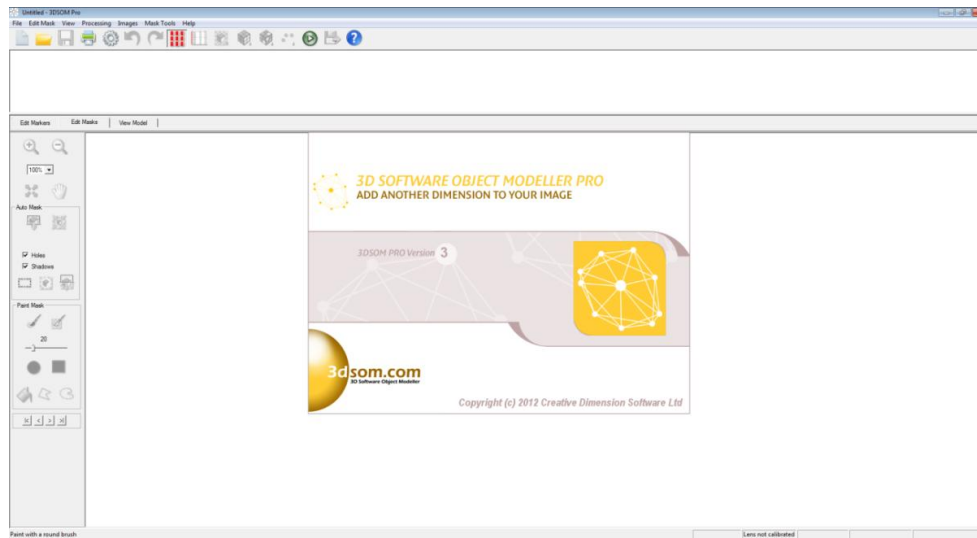 Untitled - 3DSOM Pro
File Edit Mask View Processing Images Mask Tools Help
Edit Markers Edit Masks View Model
100%
Auto Mask
Holes
Shadows
Paint Mask
20
3D SOFTWARE OBJECT MODELLER PRO
ADD ANOTHER DIMENSION TO YOUR IMAGE
3DSOM PRO Version 3
3dsom.com
3D Software Object Modeller
Copyright (c) 2012 Creative Dimension Software Ltd
Paint with a round brush
Lens not calibrated